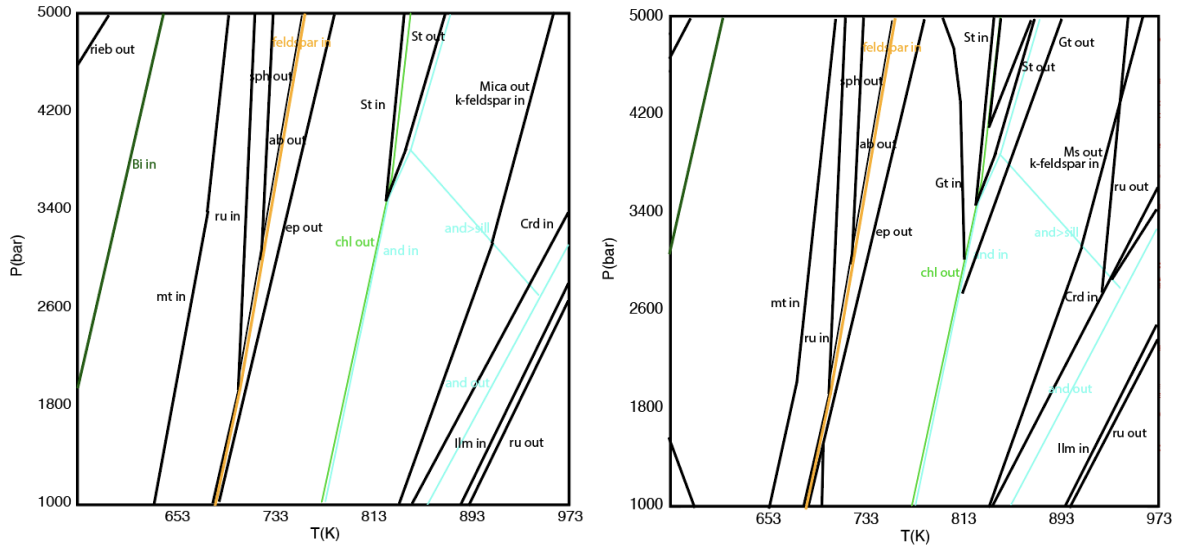 5000
rieb out
feldspar in
St out
sph out
Mica out
k-feldspar in
St in
4200
ab out
Bi in
3400
ru in
ep out
Crd in
chl out
and in
and>sill
P(bar)
mt in
2600
1800
and out
Ilm in
ru out
1000
653
733
813
893
973
T(K)
5000
St in
Gt out
feldspar in
St out
sph out
4200
ab out
Ms out
k-feldspar in
Gt in
ru out
3400
ep out
and>sill
and in
chl out
P(bar)
mt in
Crd in
2600
ru in
and out
1800
Ilm in
ru out
1000
653
733
813
893
973
T(K)